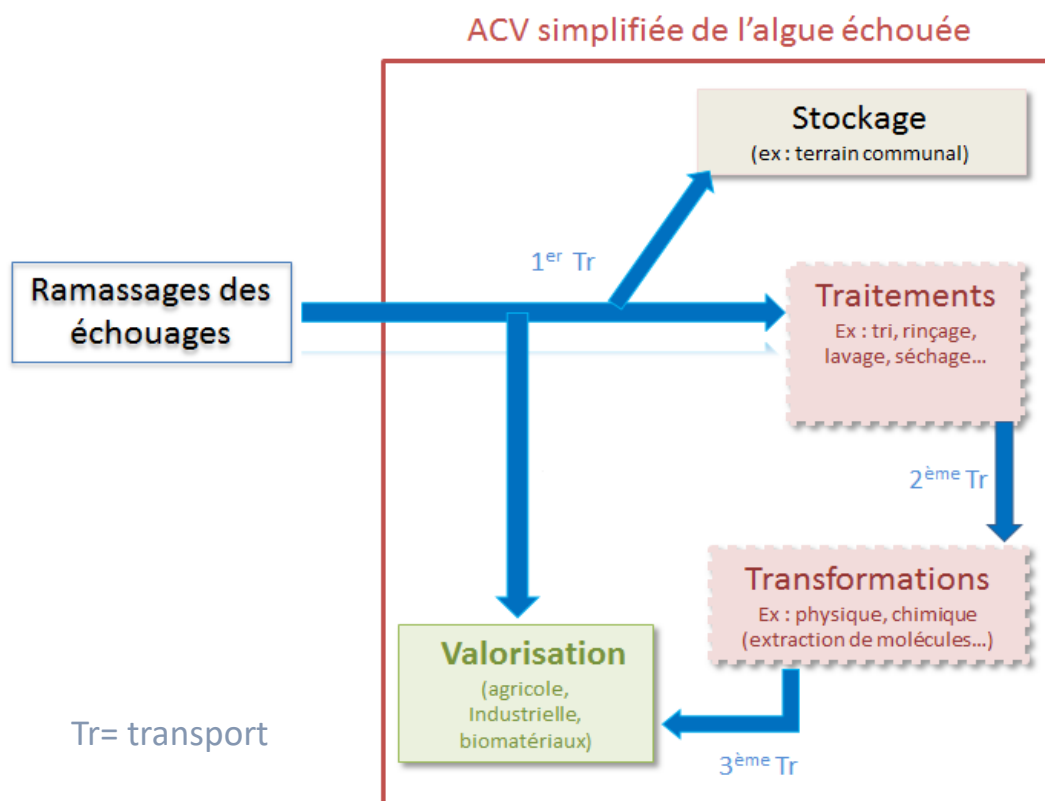 ACV simplifiée de l'algue échouée
Stockage
(ex : terrain communal)
1er Tr
Ramassages des
échouages
Traitements
Ex : tri, rinçage,
lavage, séchage...
2ème Tr
Transformations
Ex : physique, chimique
(extraction de molécules...)
Valorisation
(agricole,
Industrielle,
biomatériaux)
3ème Tr
Tr= transport